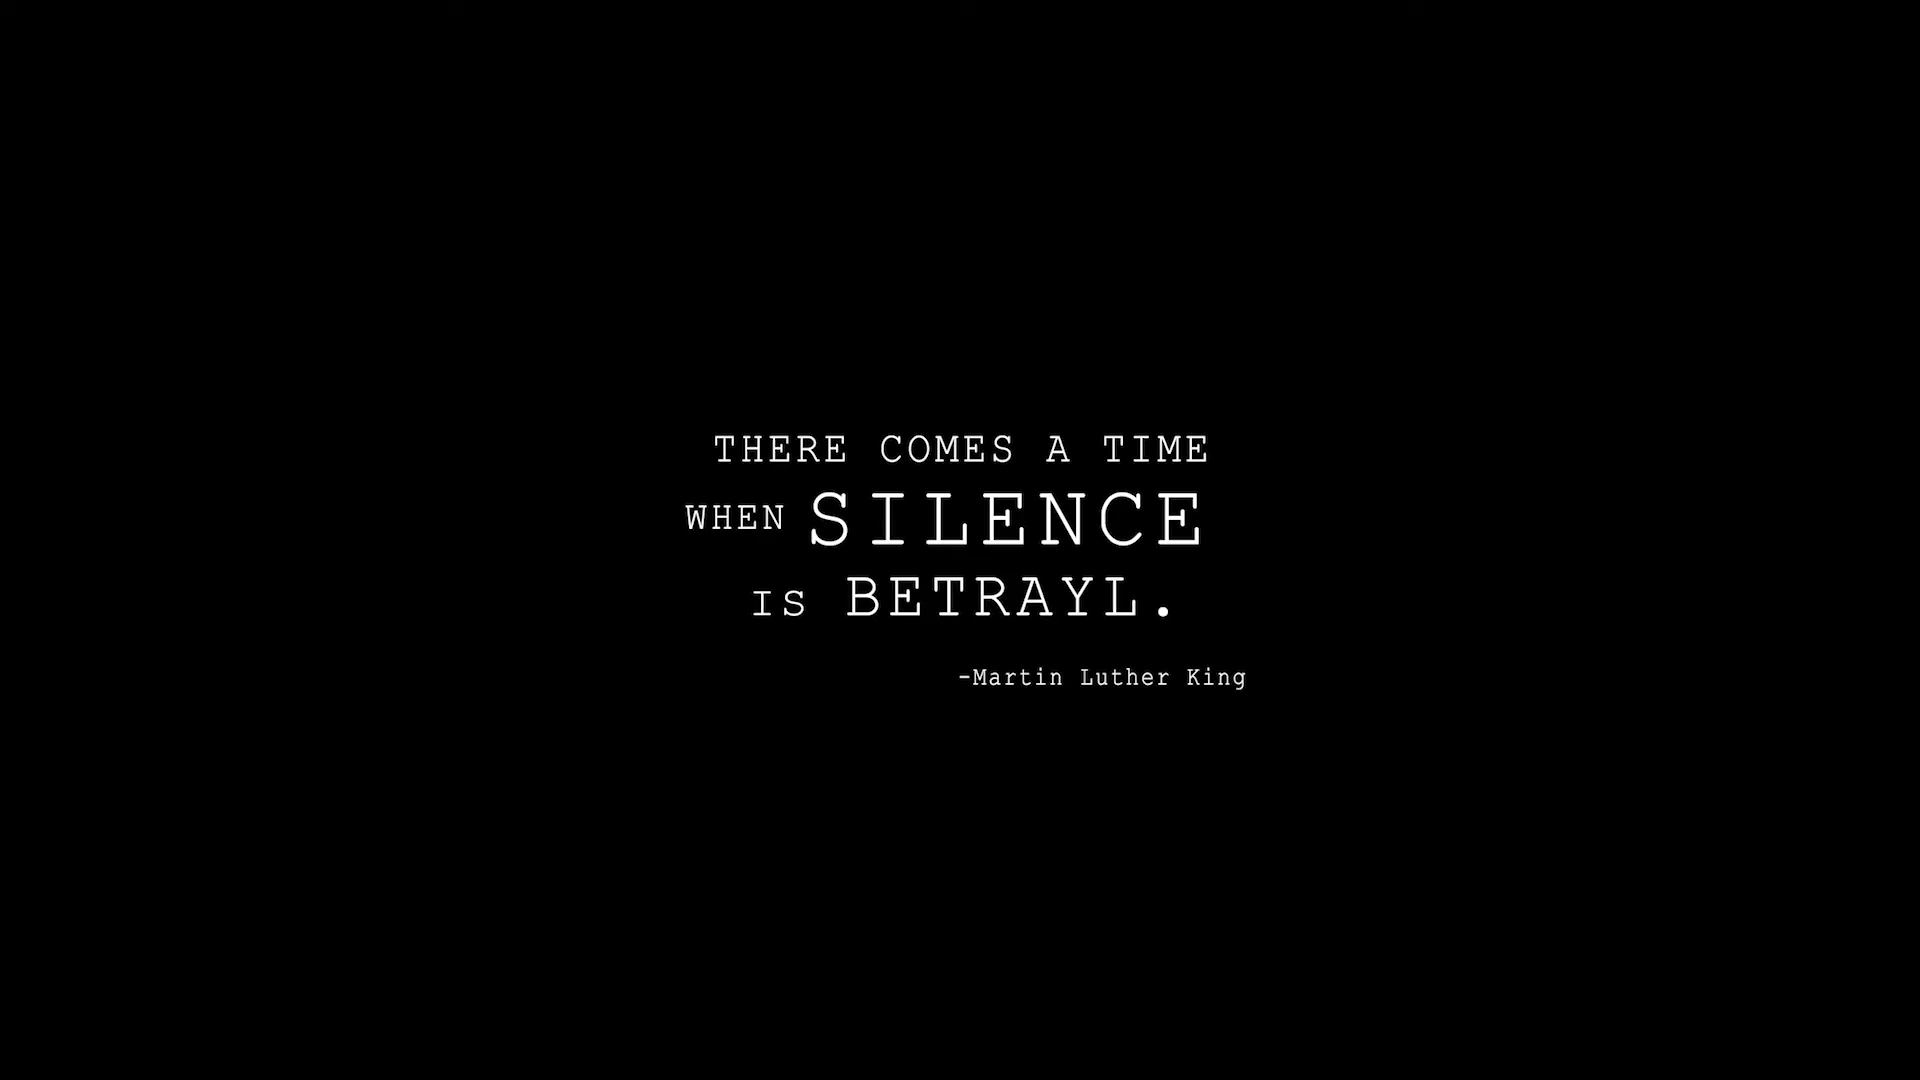 THERE COMES A TIME
WHEN SILENCE
IS BETRAYL.
-Martin Luther King